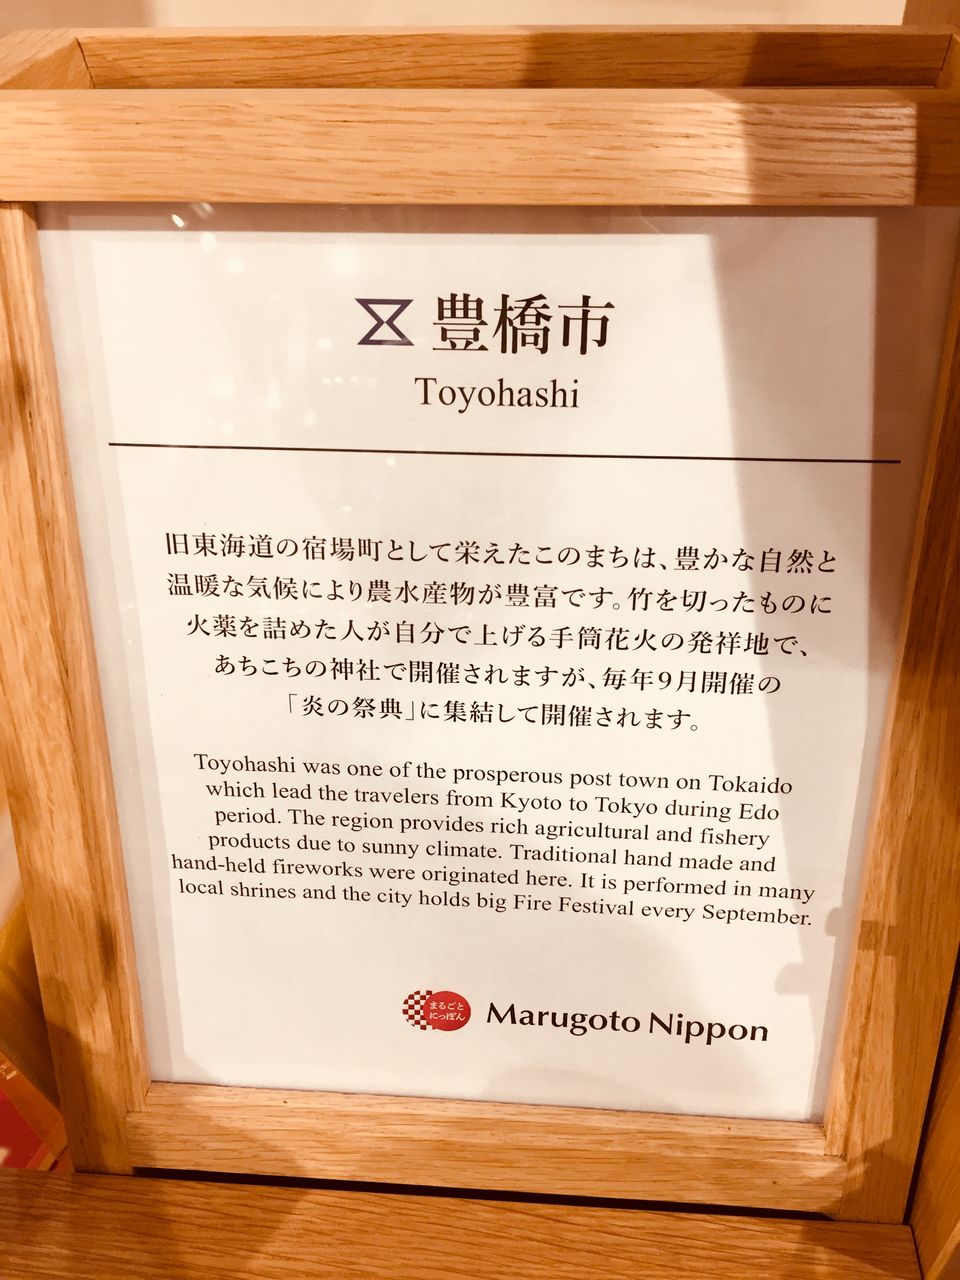 豊橋市
Toyohashi
旧東海道の宿場町として栄えたこのまちは、豊かな自然と
温暖な気候により農水産物が豊富です。竹を切ったものに
火薬を詰めた人が自分で上げる手筒花火の発祥地で、
あちこちの神社で開催されますが、毎年9月開催の
「炎の祭典」に集結して開催されます。
Toyohashi was one of the prosperous post town on Tokaido
which lead the travelers from Kyoto to Tokyo during Edo
period. The region provides rich agricultural and fishery
products due to sunny climate. Traditional hand made and
hand-held fireworks were originated here. It is performed in many
local shrines and the city holds big Fire Festival every September.
まるごと
にっぽん
Marugoto Nippon